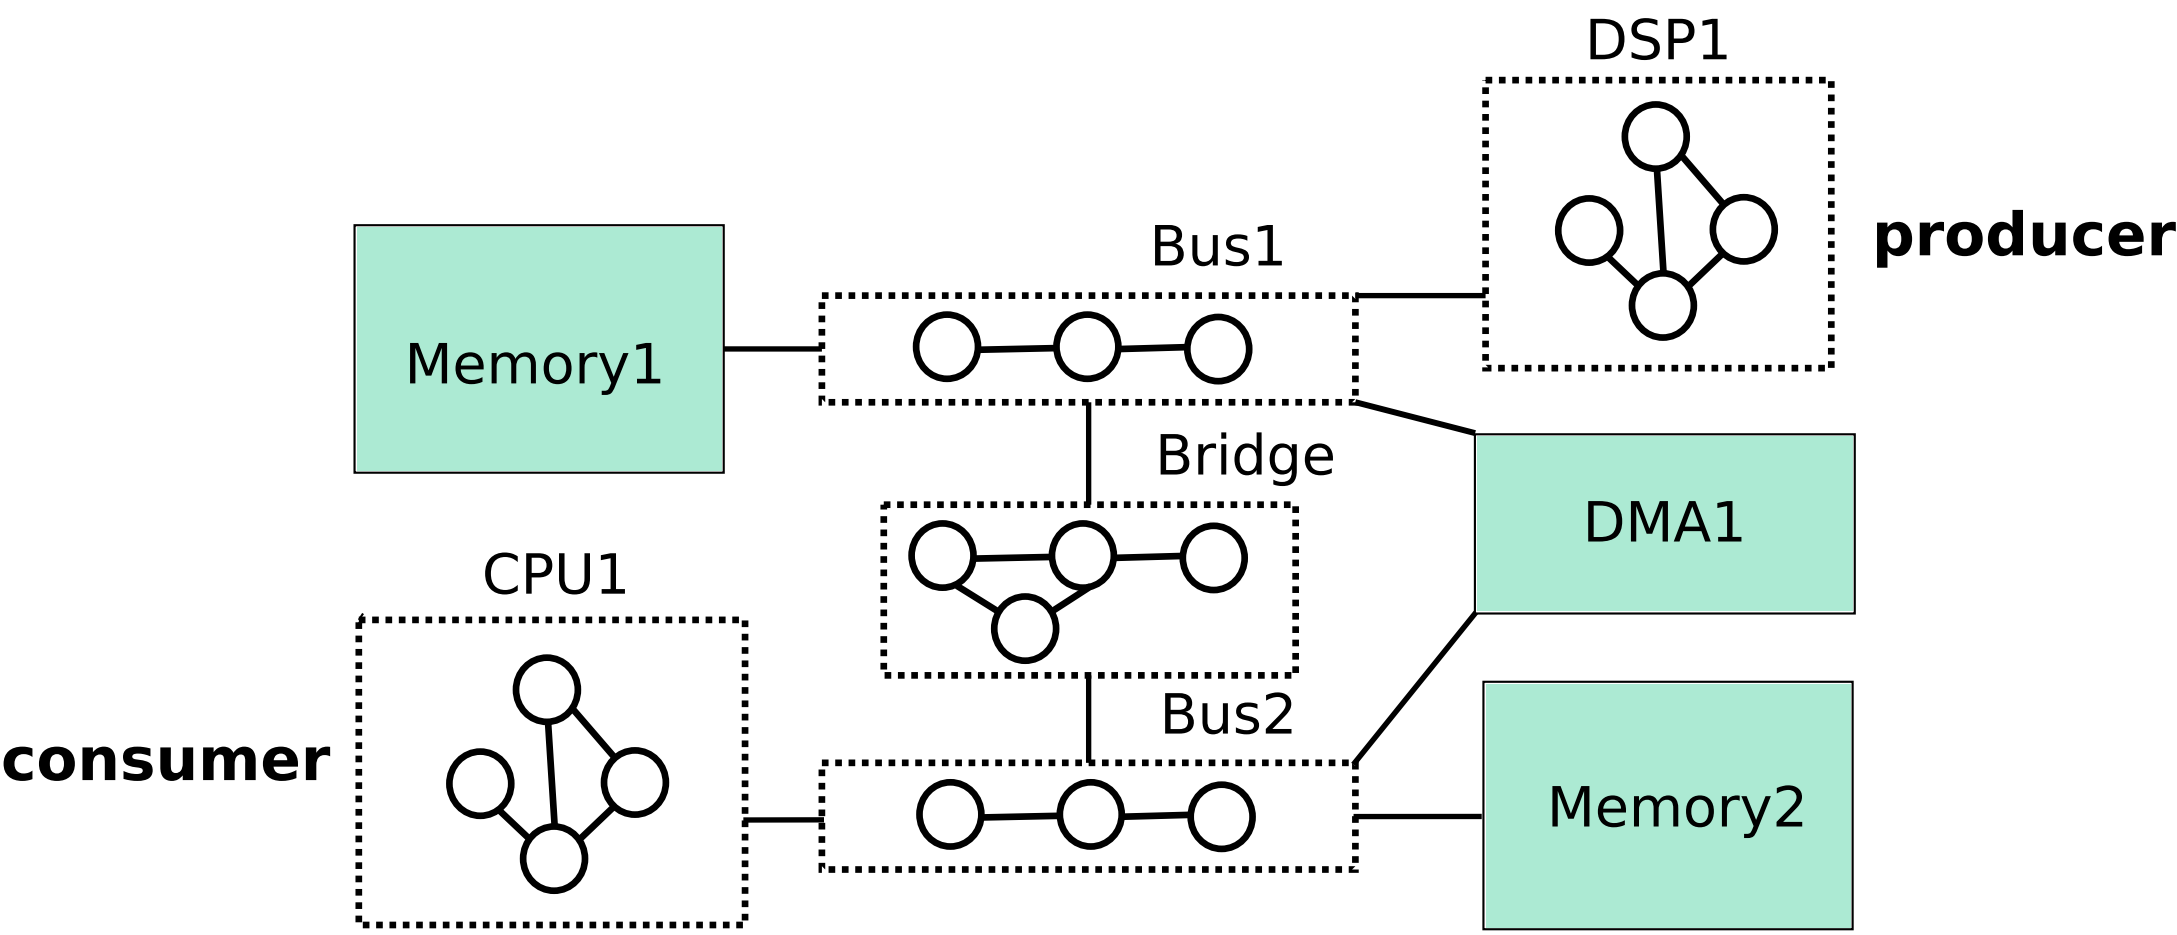 DSP1
producer
Bus1
Memory1
Bridge
DMA1
CPU1
Bus2
consumer
Memory2